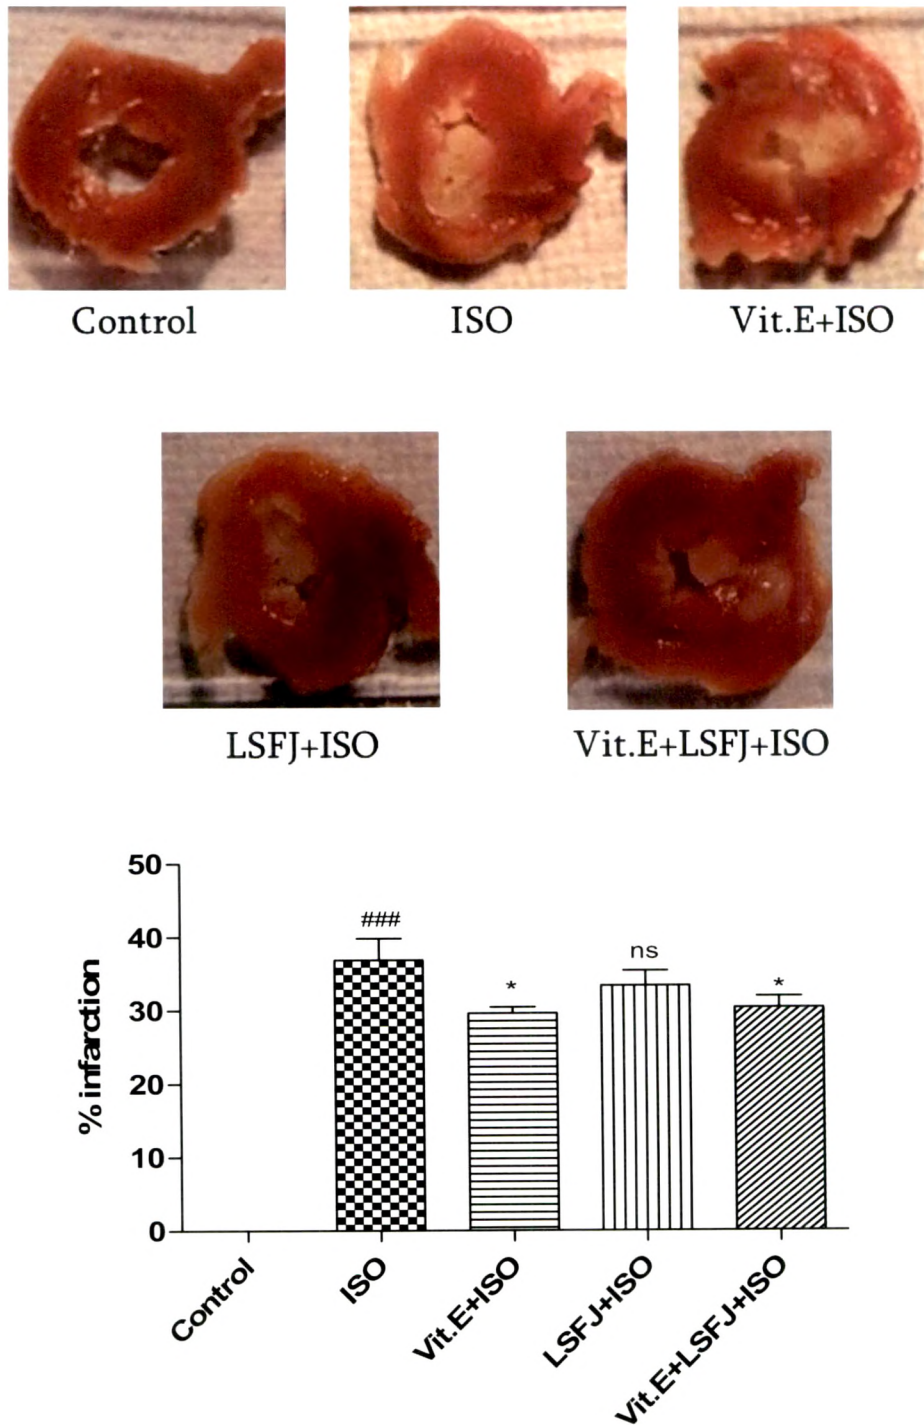 Control
ISO
Vit.E+ISO
LSFJ+ISO
Vit.E+LSFJ+ISO
50
40
30
20
10
0
% infarction
###
*
ns
*
Control
ISO
Vit.E+ISO
LSFJ+ISO
Vit.E+LSFJ+ISO